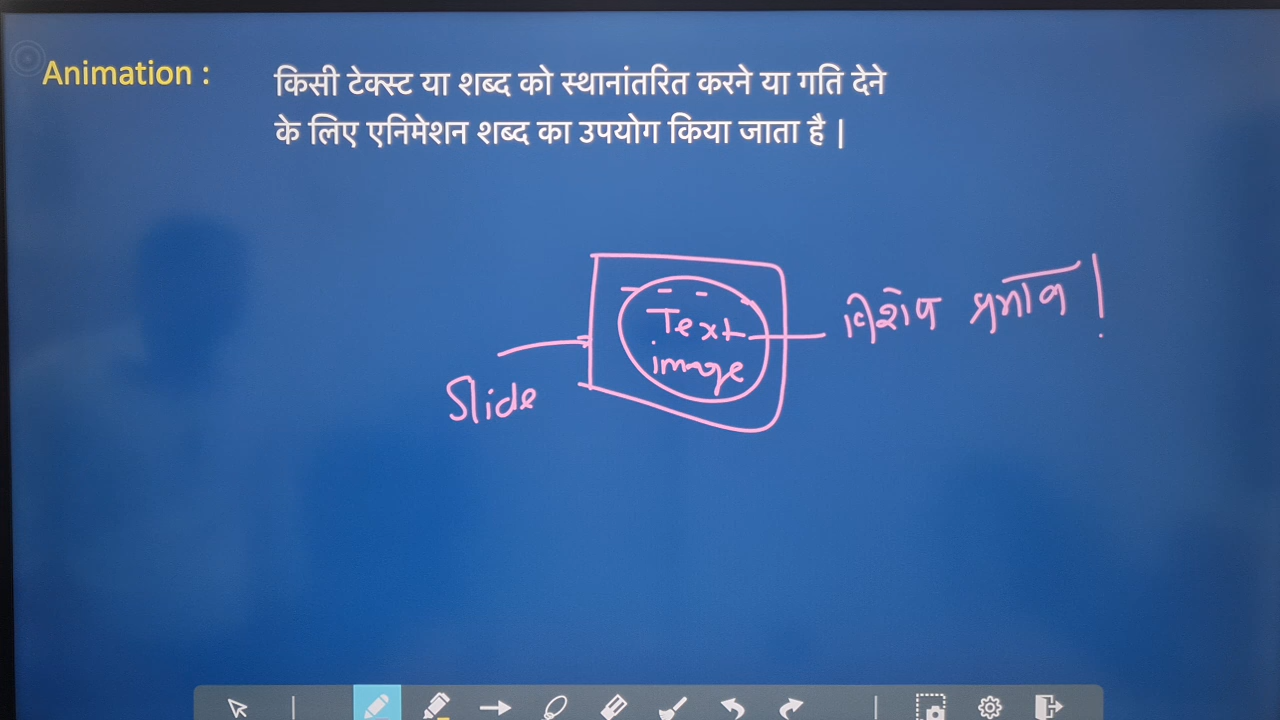 Animation :
किसी टेक्स्ट या शब्द को स्थानांतरित करने या गति देने
के लिए एनिमेशन शब्द का उपयोग किया जाता है |
Text
image
विशेष प्रभाव !
Slide